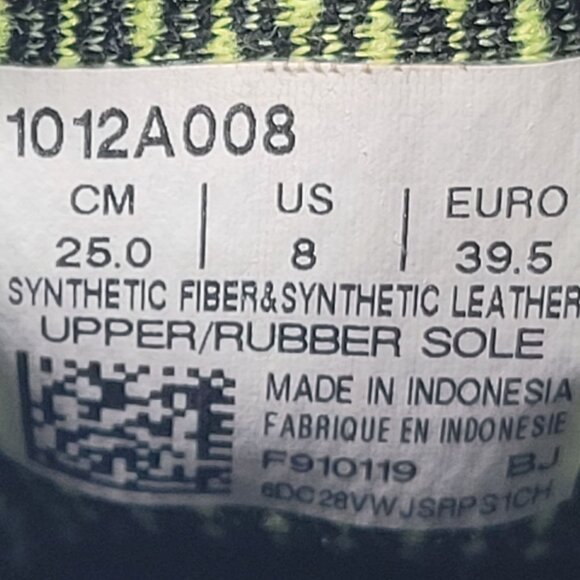 1012A008
CM | US | EURO
25.0 | 8 | 39.5
SYNTHETIC FIBER&SYNTHETIC LEATHER
UPPER/RUBBER SOLE
MADE IN INDONESIA
FABRIQUE EN INDONESIE
F910119 BJ
6DC28VWJSRPS1CH